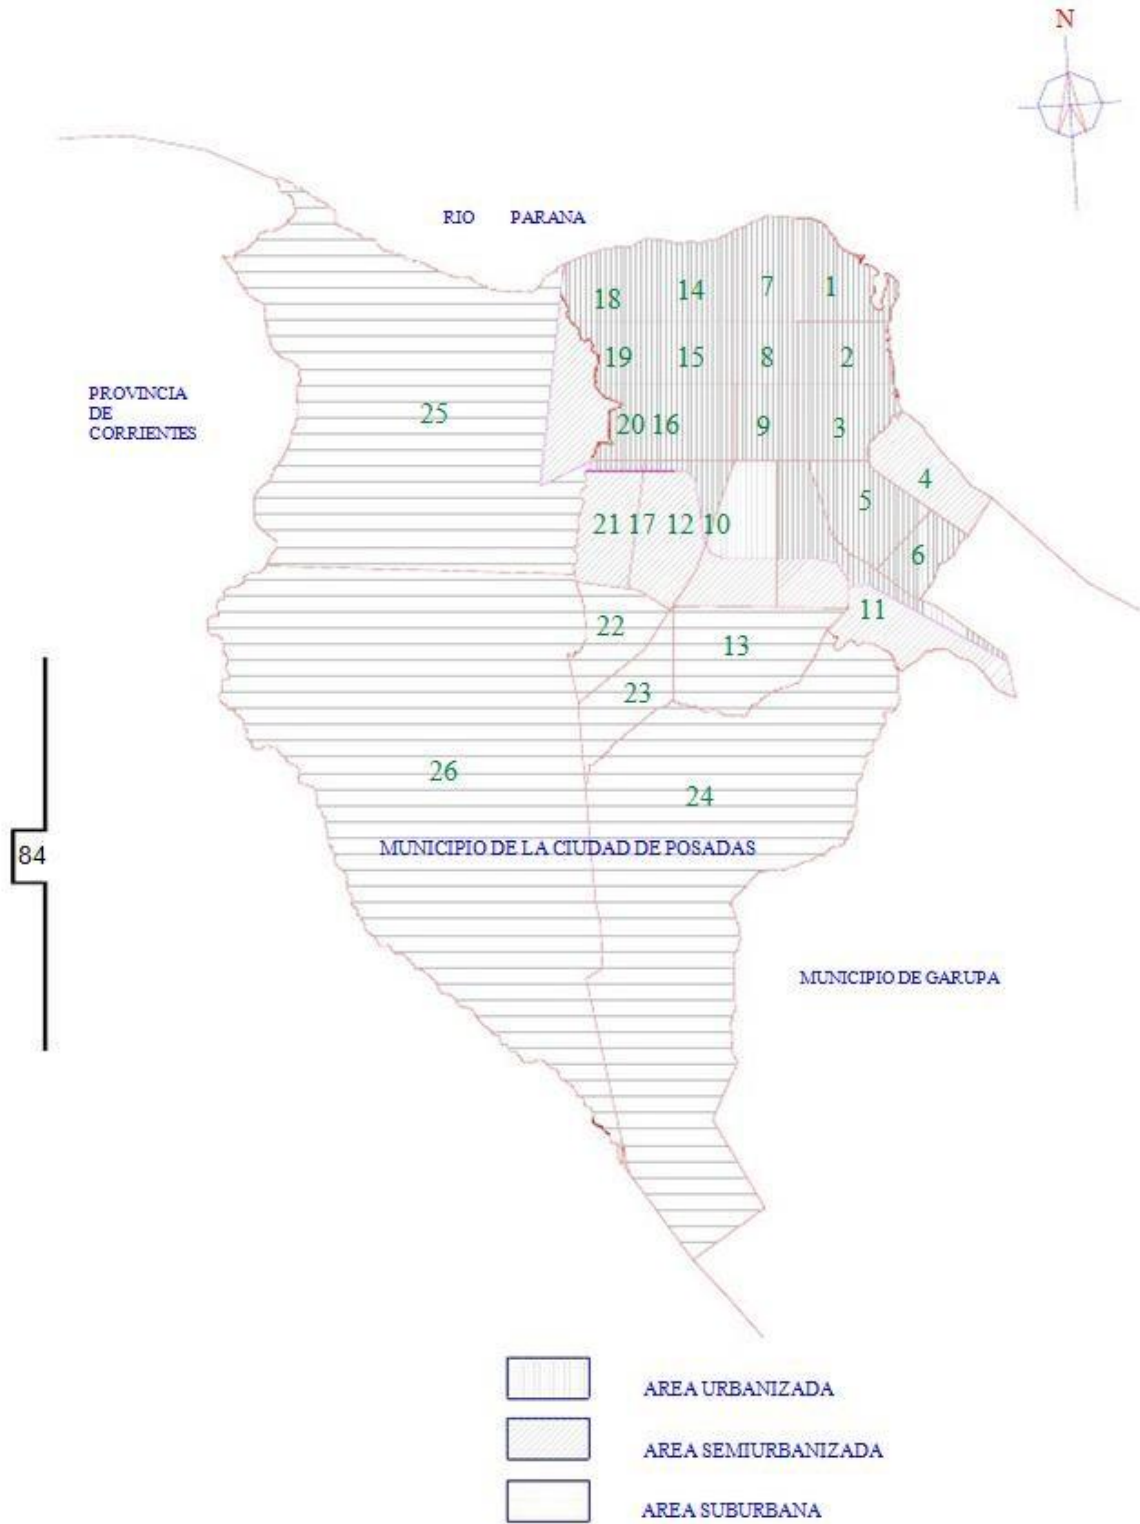 N
RIO PARANA
18 14 7 1
19 15 8 2
PROVINCIA
DE
CORRIENTES
25
20 16 9 3
4
5
21 17 12 10
6
11
22
13
23
26
24
84
MUNICIPIO DE LA CIUDAD DE POSADAS
MUNICIPIO DE GARUPA
AREA URBANIZADA
AREA SEMIURBANIZADA
AREA SUBURBANA